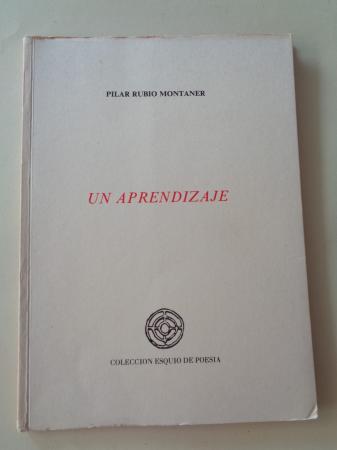 PILAR RUBIO MONTANER
UN APRENDIZAJE
COLECCION ESQUIO DE POESIA